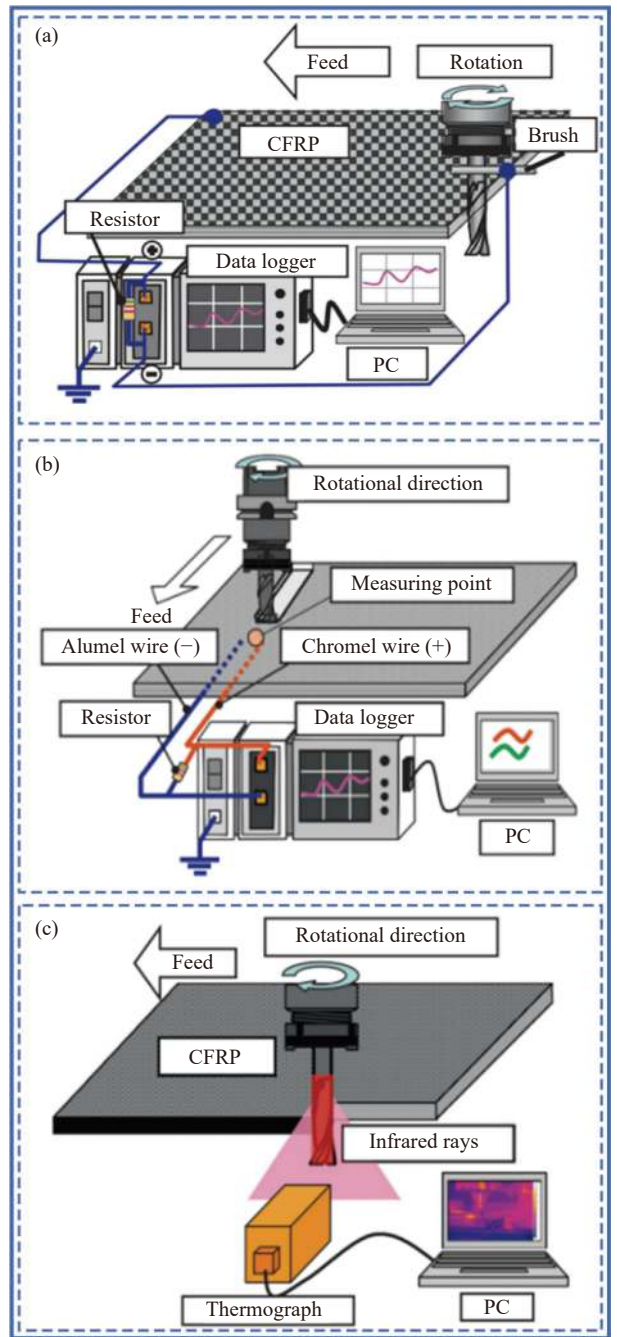 (a)
Feed
Rotation
CFRP
Brush
Resistor
+
Data logger
−
PC
(b)
Rotational direction
Measuring point
Feed
Alumel wire (−)
Chromel wire (+)
Resistor
Data logger
PC
(c)
Rotational direction
Feed
CFRP
Infrared rays
Thermograph
PC